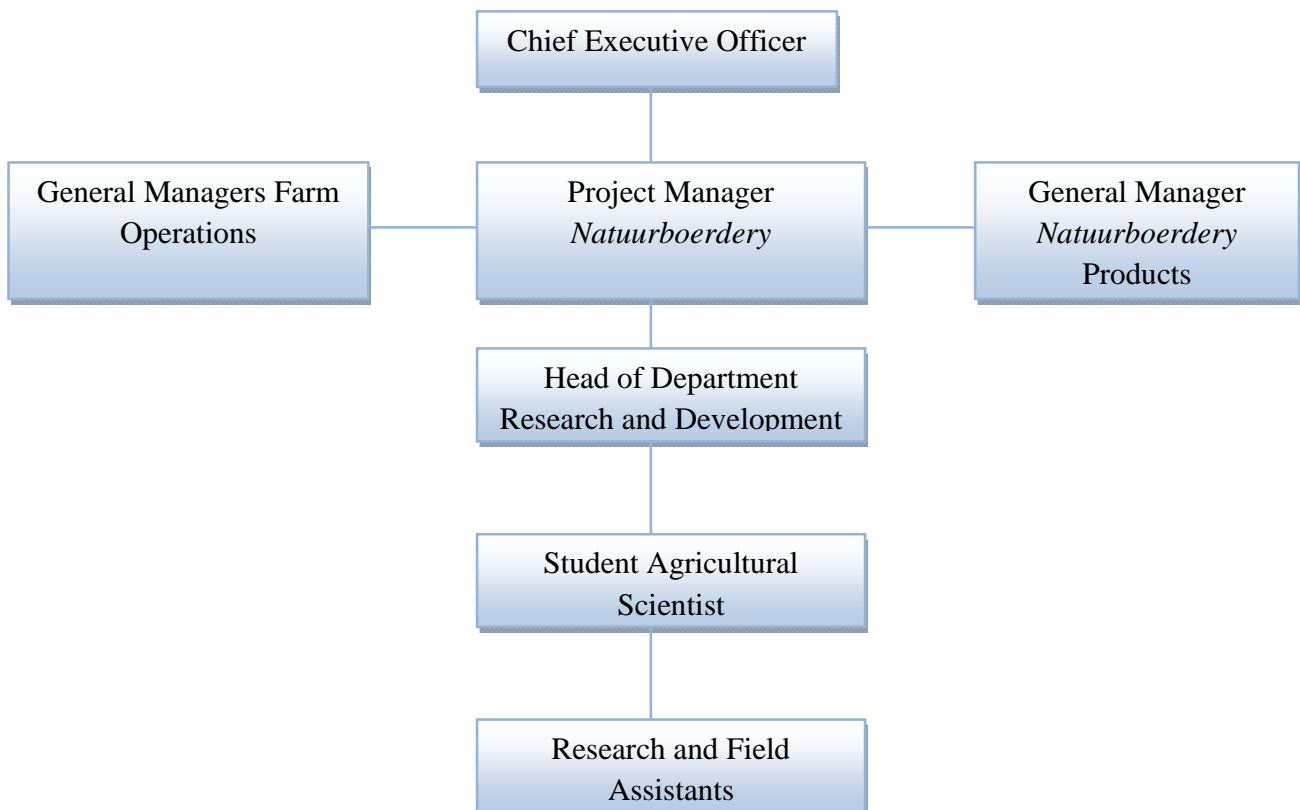 Chief Executive Officer
General Managers Farm
Operations
Project Manager
Natuurboerdery
General Manager
Natuurboerdery
Products
Head of Department
Research and Development
Student Agricultural
Scientist
Research and Field
Assistants